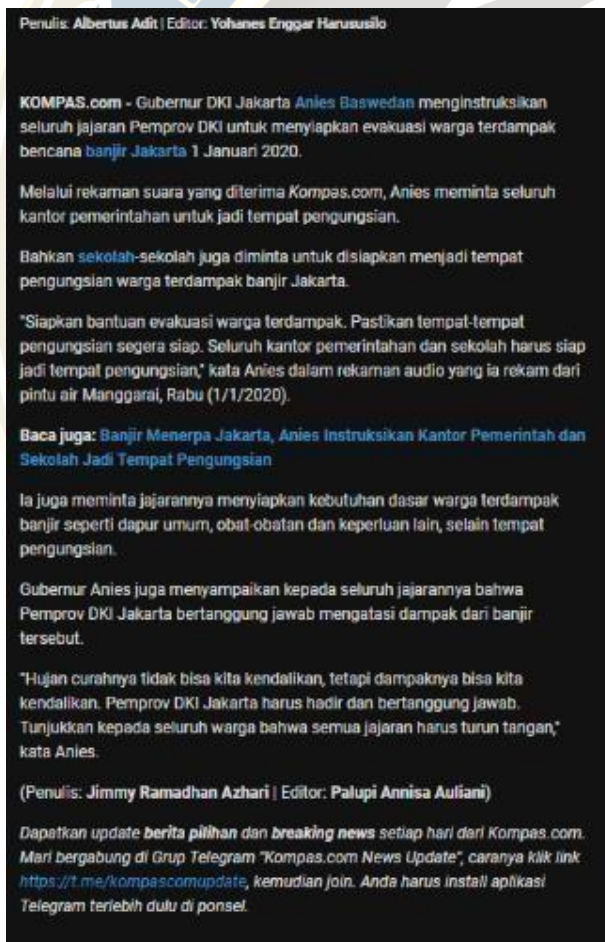 Penulis: Albertus Adit | Editor: Yohanes Enggar Harususilo
KOMPAS.com - Gubernur DKI Jakarta Anies Baswedan menginstruksikan
seluruh jajaran Pemprov DKI untuk menyiapkan evakuasi warga terdampak
bencana banjir Jakarta 1 Januari 2020.
Melalui rekaman suara yang diterima Kompas.com, Anies meminta seluruh
kantor pemerintahan untuk jadi tempat pengungsian.
Bahkan sekolah-sekolah juga diminta untuk disiapkan menjadi tempat
pengungsian warga terdampak banjir Jakarta.
"Siapkan bantuan evakuasi warga terdampak. Pastikan tempat-tempat
pengungsian segera siap. Seluruh kantor pemerintahan dan sekolah harus siap
jadi tempat pengungsian," kata Anies dalam rekaman audio yang ia rekam dari
pintu air Manggarai, Rabu (1/1/2020).
Baca juga: Banjir Menerpa Jakarta, Anies Instruksikan Kantor Pemerintah dan
Sekolah Jadi Tempat Pengungsian
Ia juga meminta jajarannya menyiapkan kebutuhan dasar warga terdampak
banjir seperti dapur umum, obat-obatan dan keperluan lain, selain tempat
pengungsian.
Gubernur Anies juga menyampaikan kepada seluruh jajarannya bahwa
Pemprov DKI Jakarta bertanggung jawab mengatasi dampak dari banjir
tersebut.
"Hujan curahnya tidak bisa kita kendalikan, tetapi dampaknya bisa kita
kendalikan. Pemprov DKI Jakarta harus hadir dan bertanggung jawab.
Tunjukkan kepada seluruh warga bahwa semua jajaran harus turun tangan,"
kata Anies.
(Penulis: Jimmy Ramadhan Azhari | Editor: Palupi Annisa Auliani)
Dapatkan update berita pilihan dan breaking news setiap hari dari Kompas.com.
Mari bergabung di Grup Telegram "Kompas.com News Update", caranya klik link
https://t.me/kompascomupdate, kemudian join. Anda harus install aplikasi
Telegram terlebih dulu di ponsel.